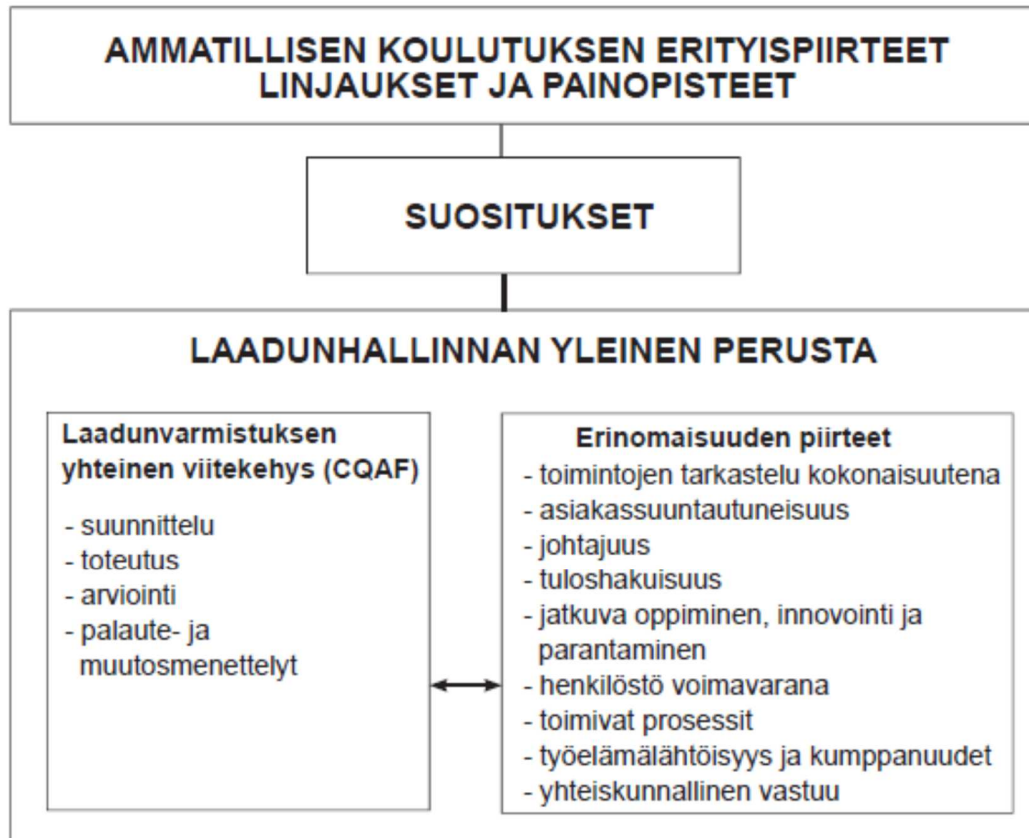 AMMATILLISEN KOULUTUKSEN ERITYISPIIRTEET
LINJAUKSET JA PAINOPISTEET
SUOSITUKSET
LAADUNHALLINNAN YLEINEN PERUSTA
Laadunvarmistuksen
yhteinen viitekehys (CQAF)
- suunnittelu
- toteutus
- arviointi
- palaute- ja
muutosmenettelyt
Erinomaisuuden piirteet
- toimintojen tarkastelu kokonaisuutena
- asiakassuuntautuneisuus
- johtajuus
- tuloshakuisuus
- jatkuva oppiminen, innovointi ja
parantaminen
- henkilöstö voimavarana
- toimivat prosessit
- työelämälähtöisyys ja kumppanuudet
- yhteiskunnallinen vastuu